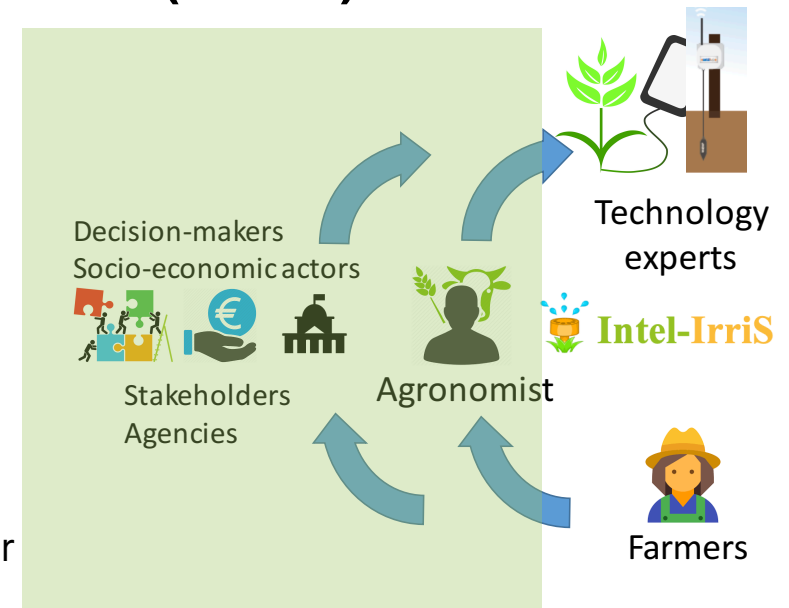 Technology
experts
Decision-makers
Socio-economic actors
€
Stakeholders
Agencies
Agronomist
Intel-IrriS
Farmers
r